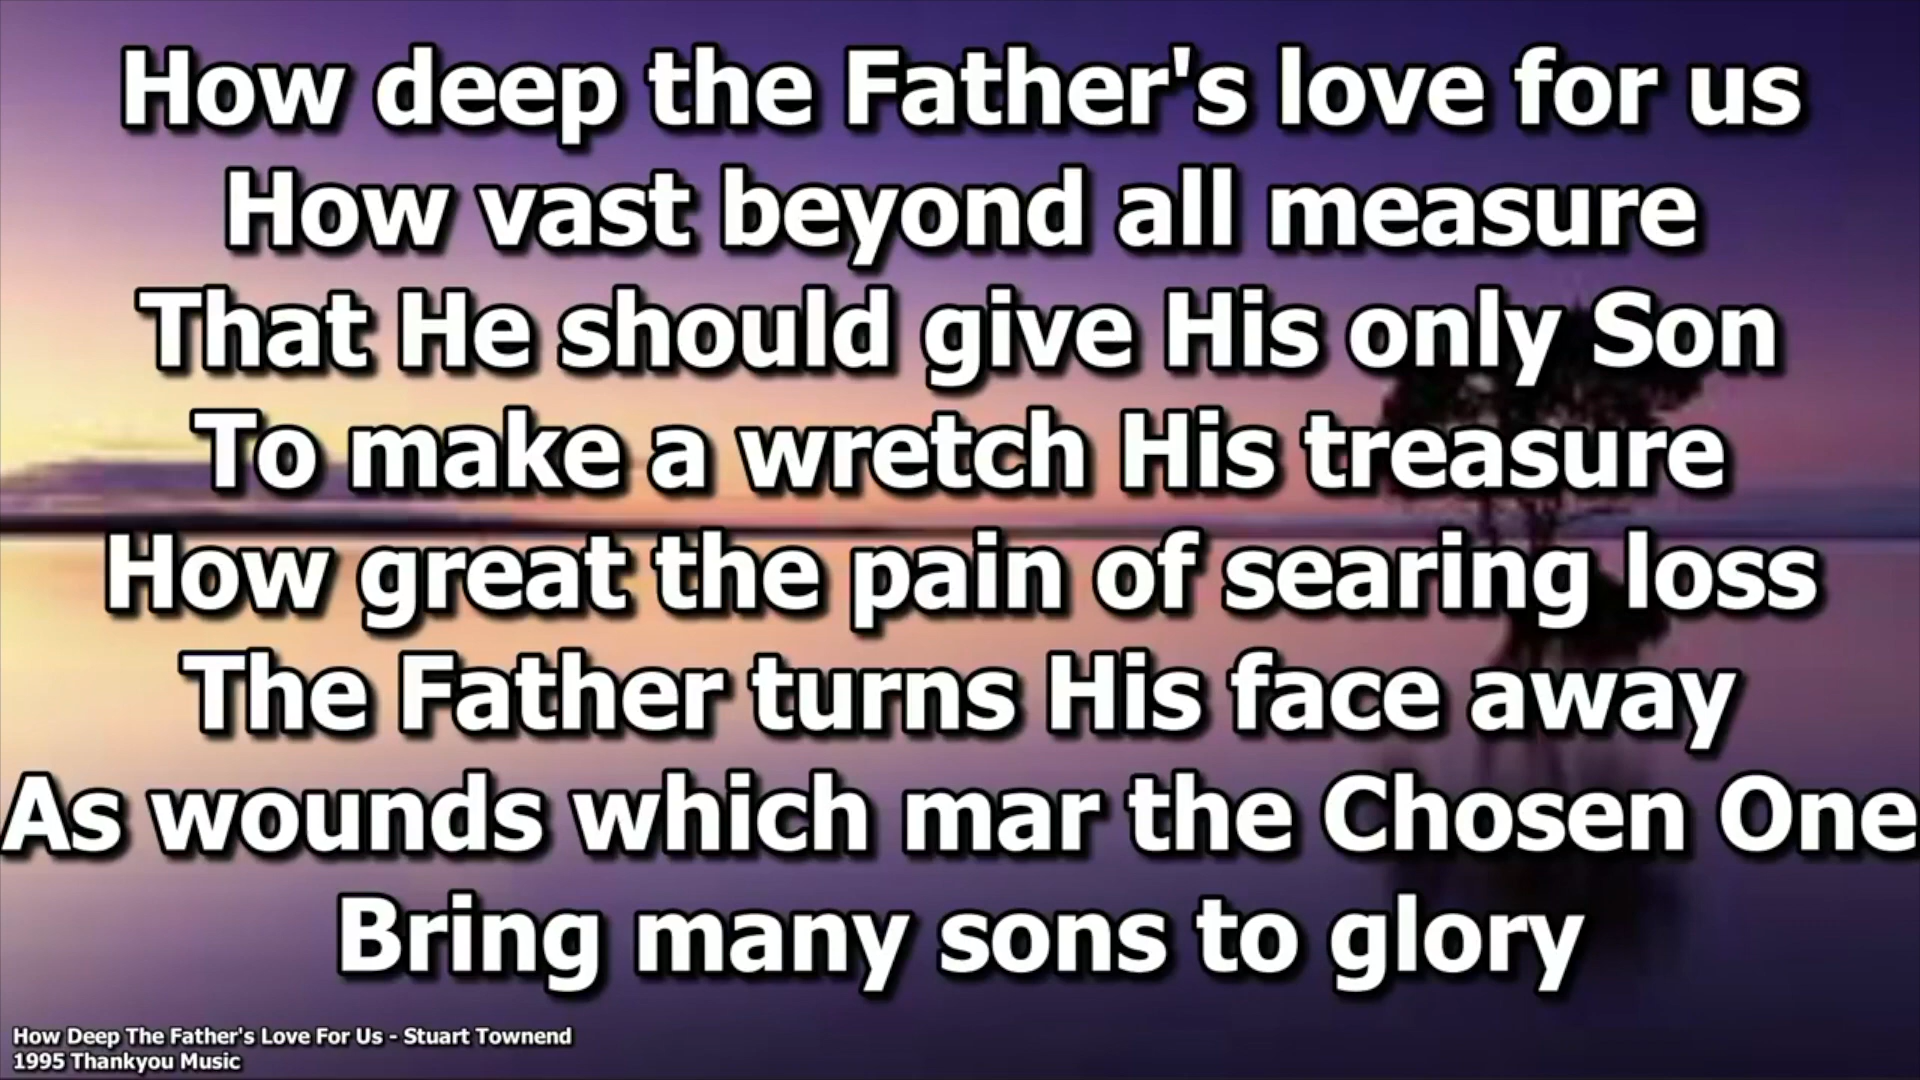 How deep the Father's love for us
How vast beyond all measure
That He should give His only Son
To make a wretch His treasure
How great the pain of searing loss
The Father turns His face away
As wounds which mar the Chosen One
Bring many sons to glory
How Deep The Father's Love For Us - Stuart Townend
1995 Thankyou Music